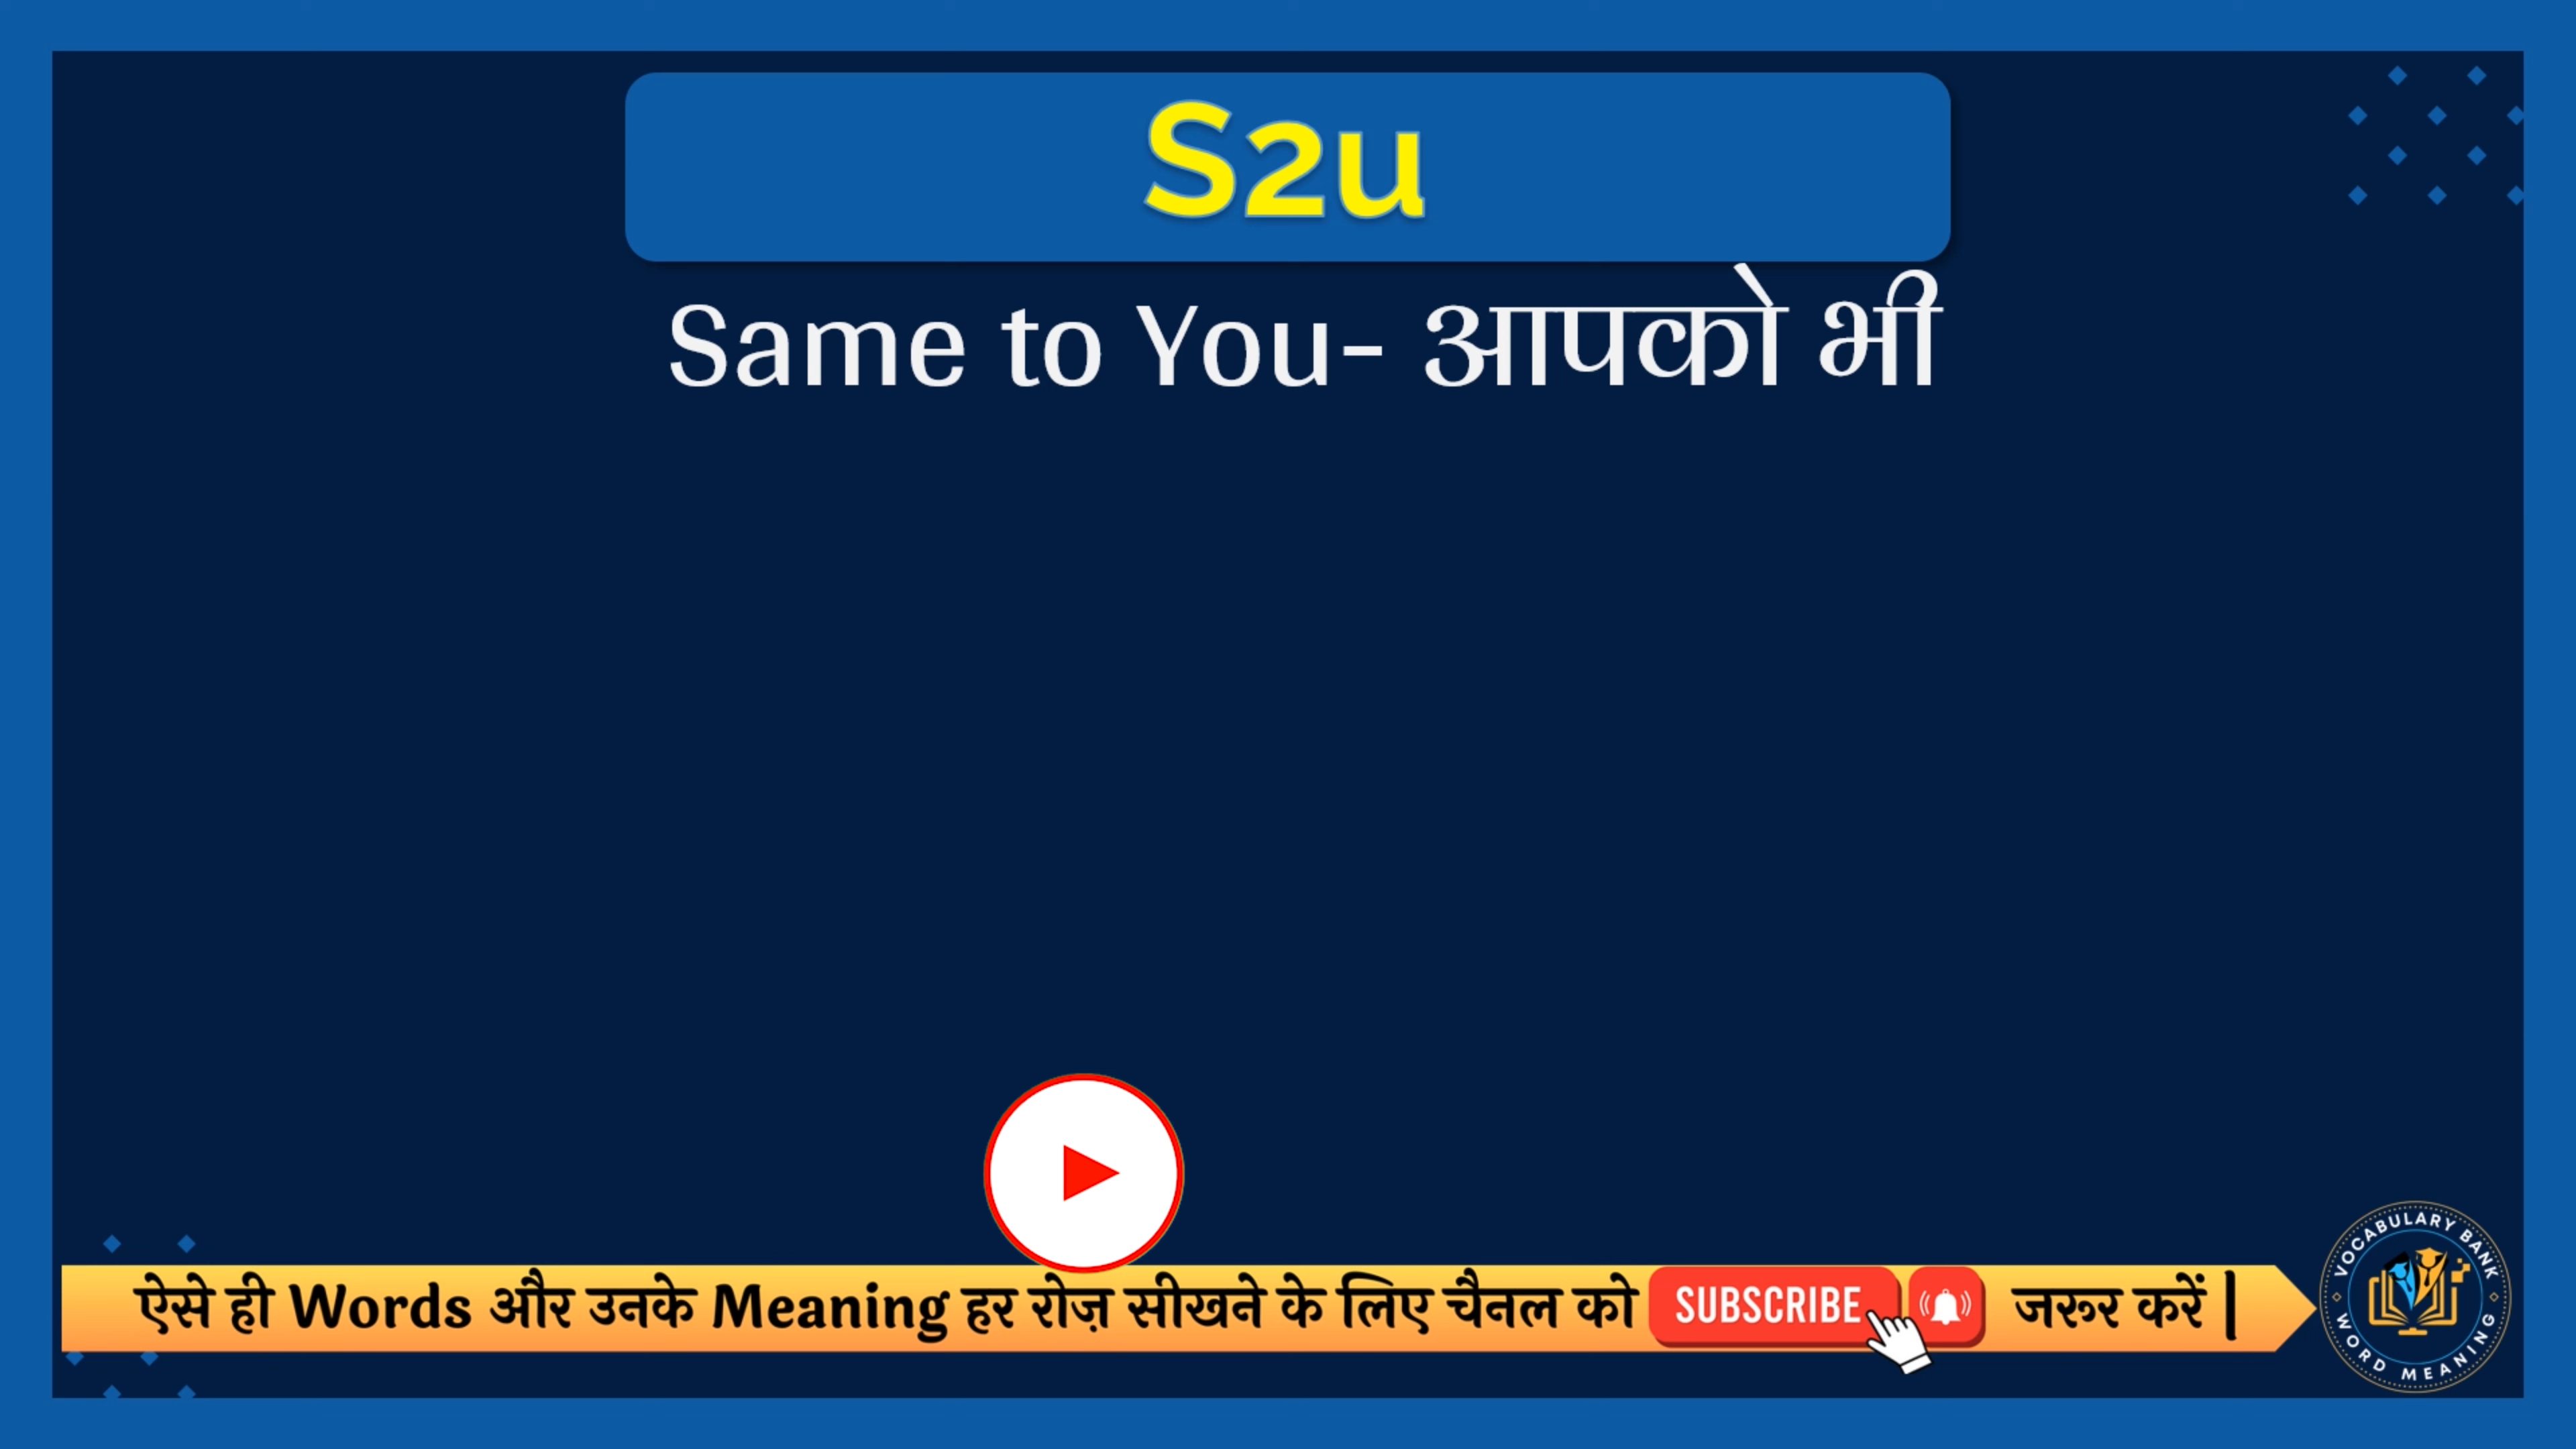 S2u
Same to You- आपको भी
ऐसे ही Words और उनके Meaning हर रोज़ सीखने के लिए चैनल को SUBSCRIBE जरूर करें |
VOCABULARY BANK
WORD MEANING